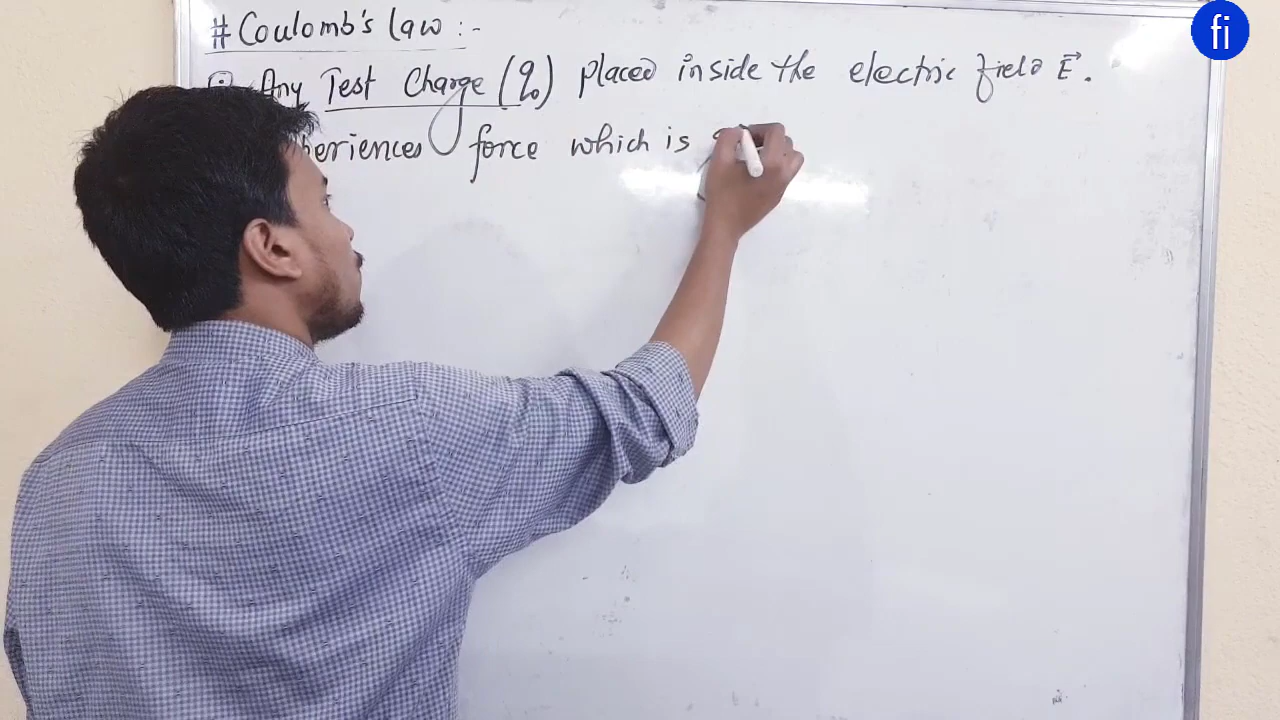 # Coulomb's law :-
Any Test Charge (q₀) placed inside the electric field E⃗.
force which is
fi